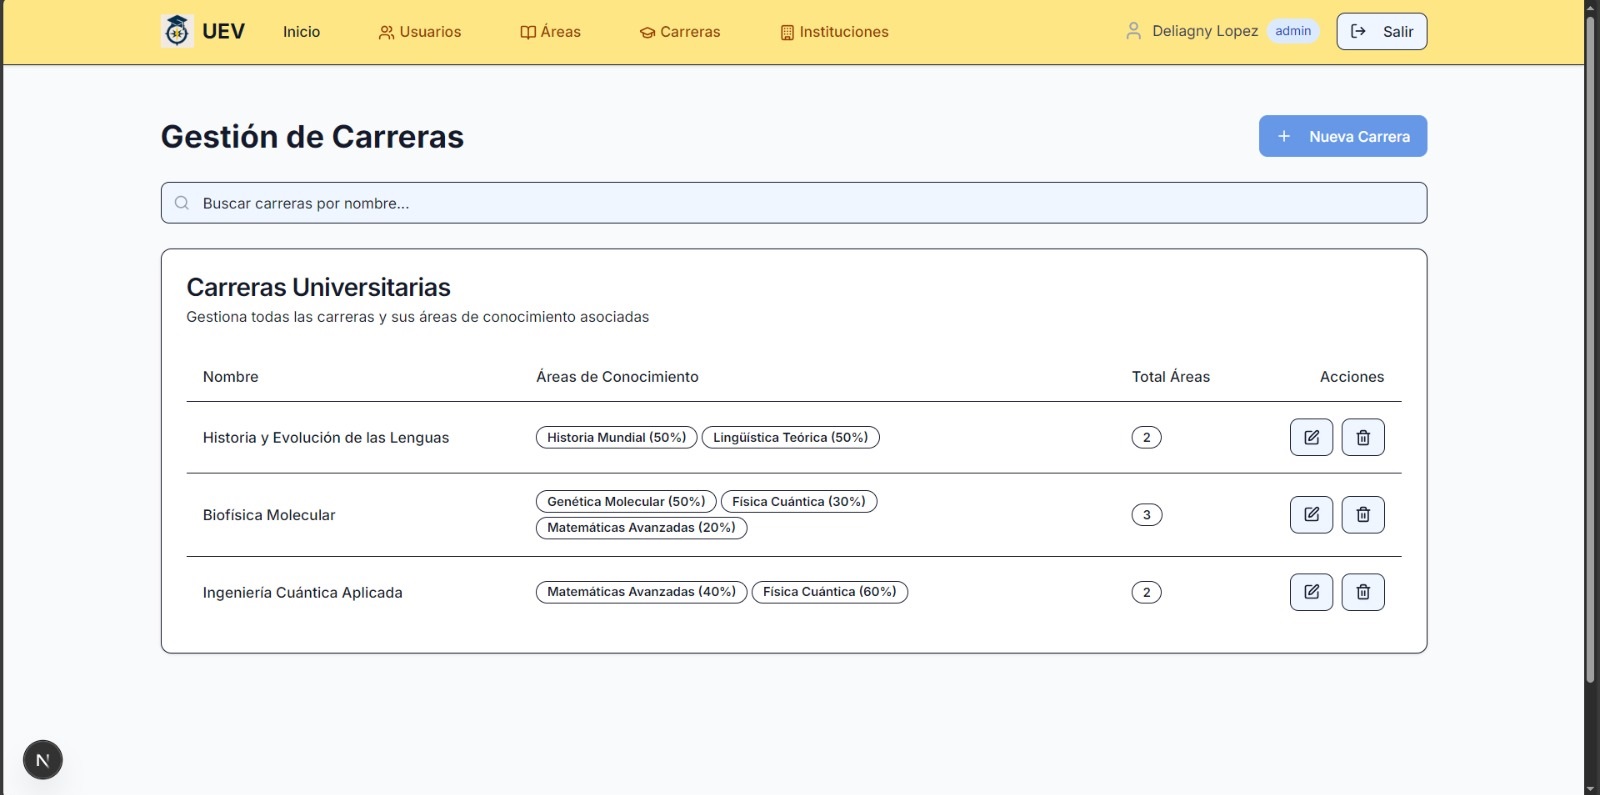 UEV Inicio Usuarios Áreas Carreras Instituciones Deliagny Lopez admin Salir
Gestión de Carreras + Nueva Carrera
Buscar carreras por nombre...
Carreras Universitarias
Gestiona todas las carreras y sus áreas de conocimiento asociadas
Nombre Áreas de Conocimiento Total Áreas Acciones
Historia y Evolución de las Lenguas Historia Mundial (50%) Lingüística Teórica (50%) 2
Genética Molecular (50%) Física Cuántica (30%)
Biofísica Molecular 3
Matemáticas Avanzadas (20%)
Ingeniería Cuántica Aplicada Matemáticas Avanzadas (40%) Física Cuántica (60%) 2
N